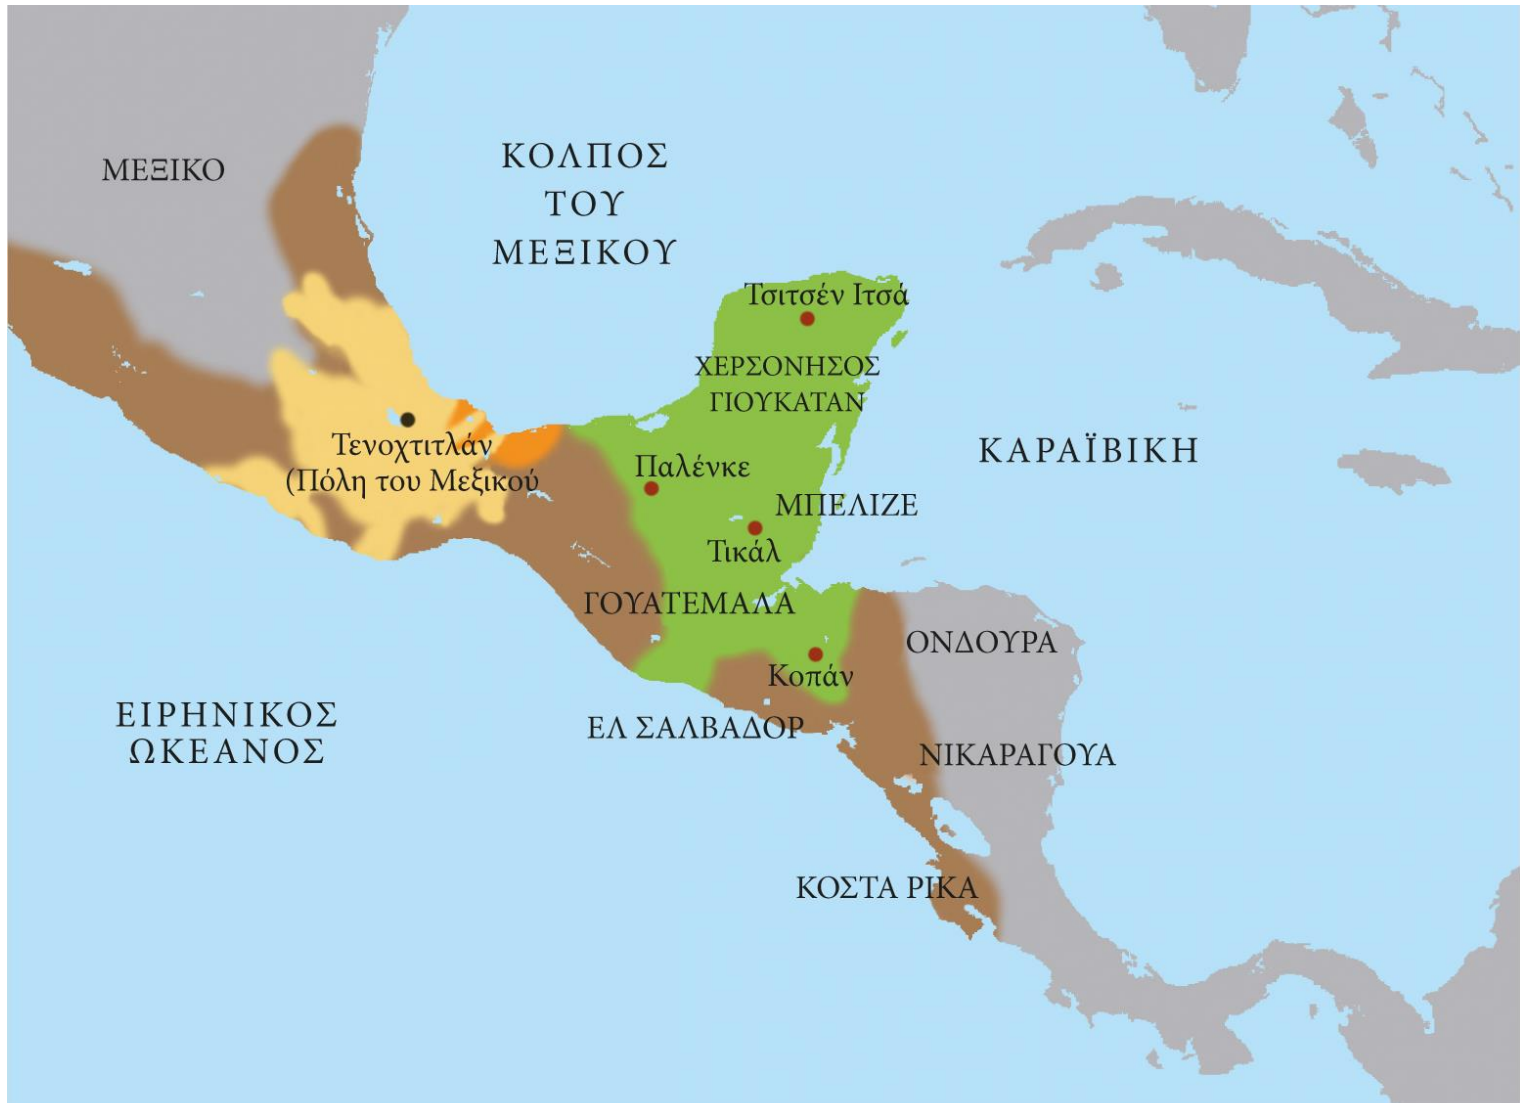 ΜΕΞΙΚΟ
ΚΟΛΠΟΣ
ΤΟΥ
ΜΕΞΙΚΟΥ
Τσιτσέν Ιτσά
ΧΕΡΣΟΝΗΣΟΣ
ΓΙΟΥΚΑΤΑΝ
Τενοχτιτλάν
(Πόλη του Μεξικού
Παλένκε
ΚΑΡΑΪΒΙΚΗ
ΜΠΕΛΙΖΕ
Τικάλ
ΓΟΥΑΤΕΜΑΛΑ
ΟΝΔΟΥΡΑ
Κοπάν
ΕΙΡΗΝΙΚΟΣ
ΩΚΕΑΝΟΣ
ΕΛ ΣΑΛΒΑΔΟΡ
ΝΙΚΑΡΑΓΟΥΑ
ΚΟΣΤΑ ΡΙΚΑ